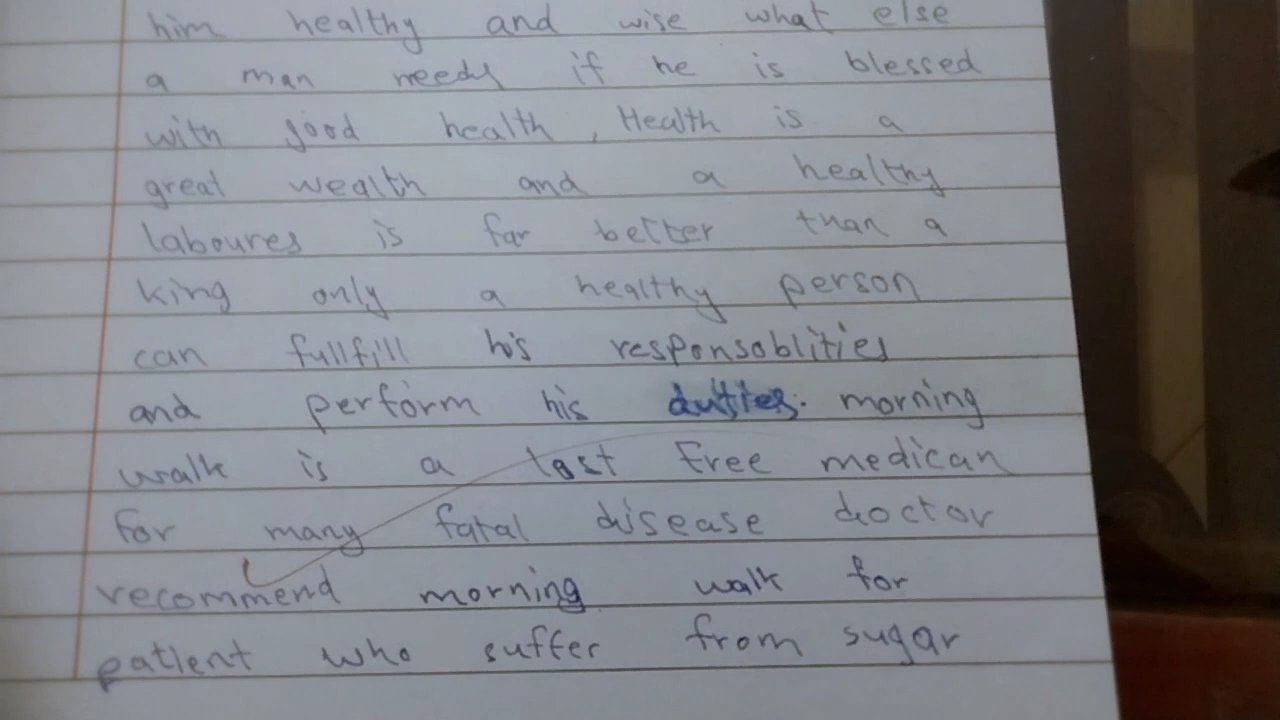 him healthy and wise what else
a man needs if he is blessed
with good health, Health is a
great wealth and a healthy
laboures is far better than a
king only a healthy person
can fullfill his responsoblities
and perform his duties. morning
walk is a last free medican
for many fatal disease doctor
recommend morning walk for
patient who suffer from sugar